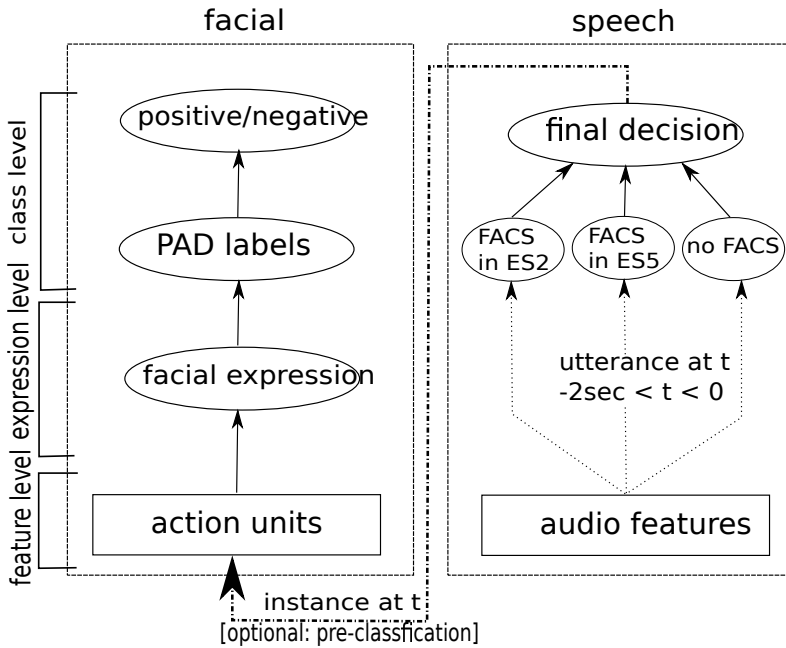 facial
speech
class level
expression level
feature level
positive/negative
PAD labels
facial expression
action units
final decision
FACS
in ES2
FACS
in ES5
no FACS
utterance at t
-2sec < t < 0
audio features
instance at t
[optional: pre-classfication]